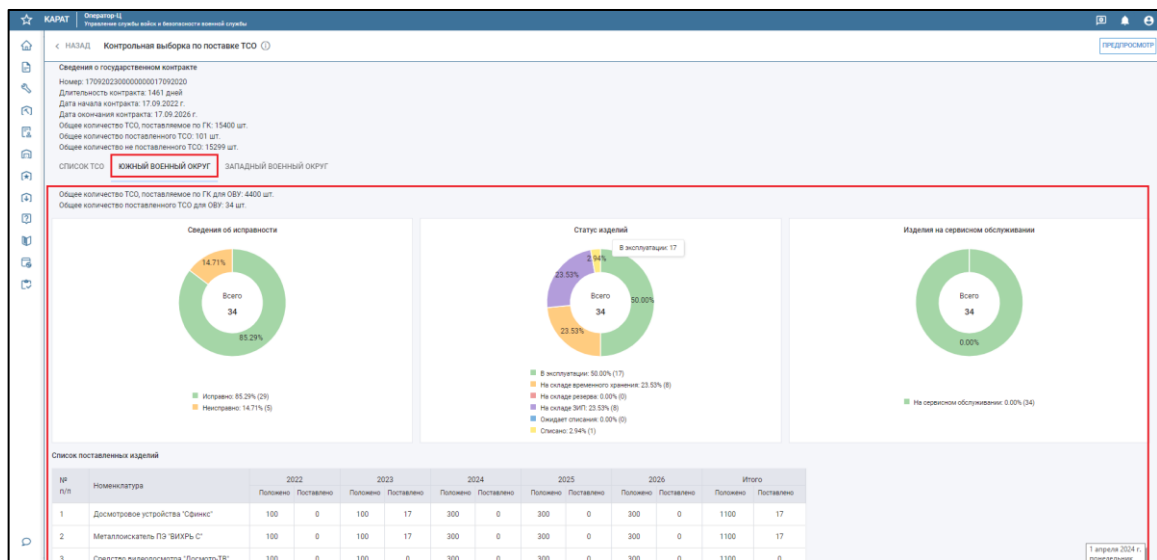 КАРАТ
Оператор-Ц
Управление службы войск и безопасности военной службы
< НАЗАД Контрольная выборка по поставке ТСО
ПРЕДПРОСМОТР
Сведения о государственном контракте
Номер: 1709202300000000017092020
Длительность контракта: 1461 дней
Дата начала контракта: 17.09.2022 г.
Дата окончания контракта: 17.09.2026 г.
Общее количество ТСО, поставляемое по ГК: 15400 шт.
Общее количество поставленного ТСО: 101 шт.
Общее количество не поставленного ТСО: 15299 шт.
СПИСОК ТСО ЮЖНЫЙ ВОЕННЫЙ ОКРУГ ЗАПАДНЫЙ ВОЕННЫЙ ОКРУГ
Общее количество ТСО, поставляемое по ГК для ОВУ: 4400 шт.
Общее количество поставленного ТСО для ОВУ: 34 шт.
Сведения об исправности
14.71%
Всего
34
85.29%
Исправно: 85.29% (29)
Неисправно: 14.71% (5)
Статус изделий
В эксплуатации: 17
2.94%
23.53%
Всего
34
50.00%
23.53%
В эксплуатации: 50.00% (17)
На складе временного хранения: 23.53% (8)
На складе резерва: 0.00% (0)
На складе ЗИП: 23.53% (8)
Ожидает списания: 0.00% (0)
Списано: 2.94% (1)
Изделия на сервисном обслуживании
Всего
34
0.00%
На сервисном обслуживании: 0.00% (34)
Список поставленных изделий
№ п/п Номенклатура 2022 2023 2024 2025 2026 Итого
Положено Поставлено Положено Поставлено Положено Поставлено Положено Поставлено Положено Поставлено Положено Поставлено
1 Досмотровое устройства "Сфинкс" 100 0 100 17 300 0 300 0 300 0 1100 17
2 Металлоискатель ПЭ "ВИХРЬ С" 100 0 100 17 300 0 300 0 300 0 1100 17
3 Средство видеодосмотра "Досмотр-ТВ" 100 0 100 0 300 0 300 0 300 0 1100 0
1 апреля 2024 г.
понедельник